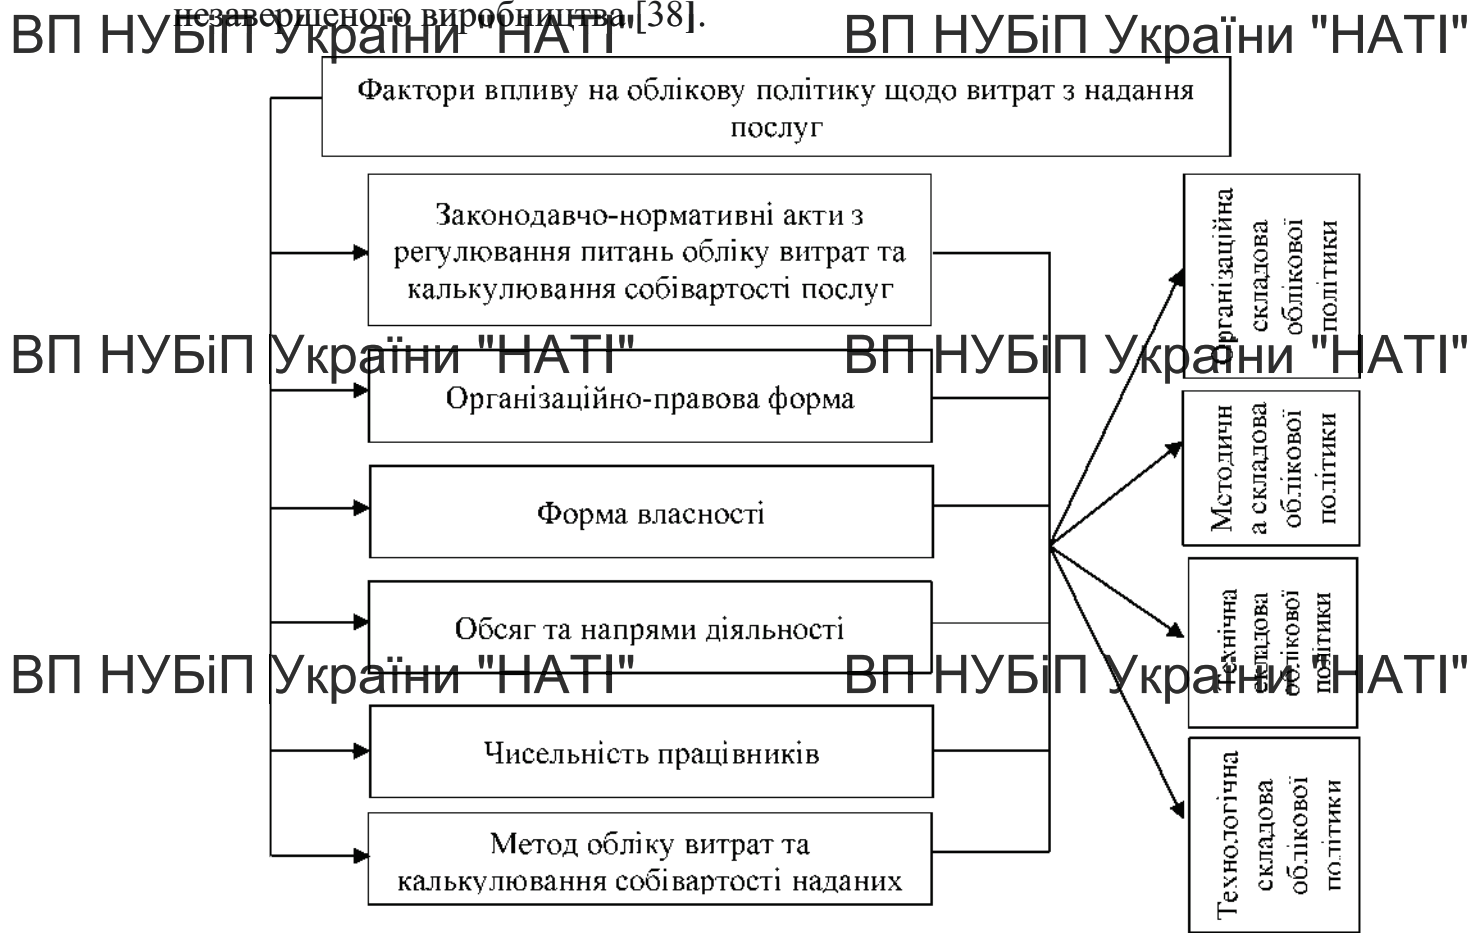 незавершеного виробництва [38].
ВП НУБіП України "НАТІ" ВП НУБіП України "НАТІ"
Фактори впливу на облікову політику щодо витрат з надання
послуг
Законодавчо-нормативні акти з
регулювання питань обліку витрат та
калькулювання собівартості послуг
ВП НУБіП України "НАТІ" ВП НУБіП України "НАТІ"
Організаційно-правова форма
Форма власності
Обсяг та напрями діяльності
ВП НУБіП України "НАТІ" ВП НУБіП України "НАТІ"
Чисельність працівників
Метод обліку витрат та
калькулювання собівартості наданих
Організаційна
складова
облікової
політики
Методичн
а складова
облікової
політики
Технічна
складова
облікової
політики
Технологічна
складова
облікової
політики